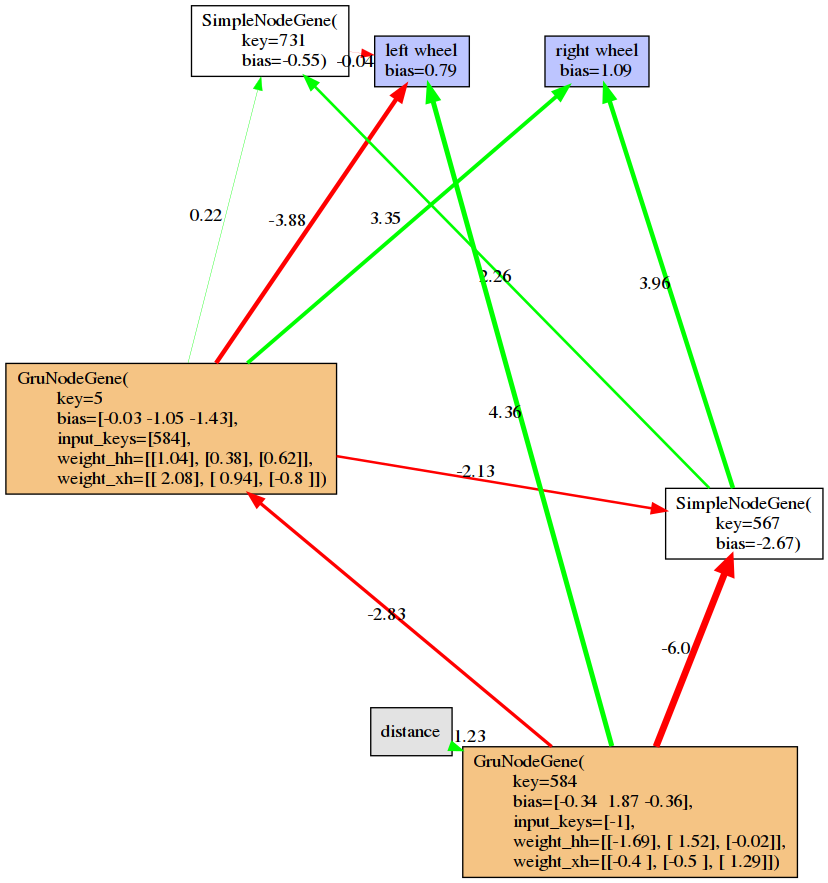 SimpleNodeGene(
key=731
bias=-0.55)
-0.04
left wheel
bias=0.79
right wheel
bias=1.09
0.22
-3.88
3.35
2.26
3.96
GruNodeGene(
key=5
bias=[-0.03 -1.05 -1.43],
input_keys=[584],
weight_hh=[[1.04], [0.38], [0.62]],
weight_xh=[[ 2.08], [ 0.94], [-0.8 ]])
4.36
-2.13
SimpleNodeGene(
key=567
bias=-2.67)
-2.83
-6.0
distance
1.23
GruNodeGene(
key=584
bias=[-0.34  1.87 -0.36],
input_keys=[-1],
weight_hh=[[-1.69], [ 1.52], [-0.02]],
weight_xh=[[-0.4 ], [-0.5 ], [ 1.29]])